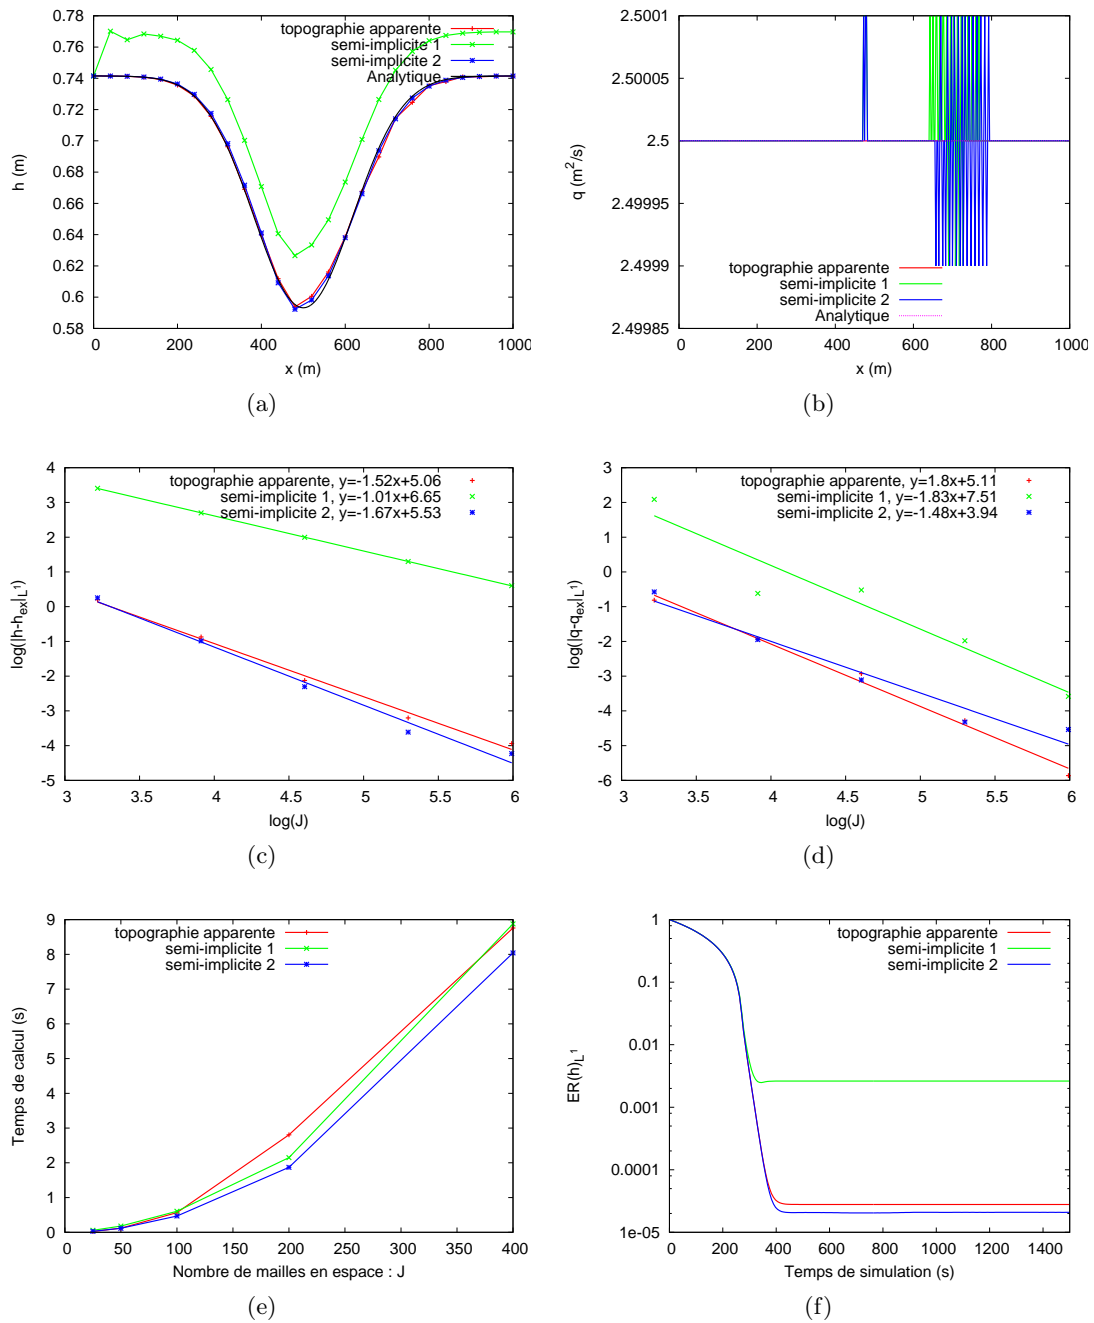 0.78
0.76
0.74
0.72
0.7
0.68
0.66
0.64
0.62
0.6
0.58
0 200 400 600 800 1000
h (m)
x (m)
topographie apparente
semi-implicite 1
semi-implicite 2
Analytique
(a)
2.5001
2.50005
2.5
2.49995
2.4999
2.49985
0 200 400 600 800 1000
q (m²/s)
x (m)
topographie apparente
semi-implicite 1
semi-implicite 2
Analytique
(b)
4
3
2
1
0
-1
-2
-3
-4
-5
3 3.5 4 4.5 5 5.5 6
log(|h-h_ex|_L¹)
log(J)
topographie apparente, y=-1.52x+5.06
semi-implicite 1, y=-1.01x+6.65
semi-implicite 2, y=-1.67x+5.53
(c)
3
2
1
0
-1
-2
-3
-4
-5
-6
3 3.5 4 4.5 5 5.5 6
log(|q-q_ex|_L¹)
log(J)
topographie apparente, y=1.8x+5.11
semi-implicite 1, y=-1.83x+7.51
semi-implicite 2, y=-1.48x+3.94
(d)
9
8
7
6
5
4
3
2
1
0
0 50 100 150 200 250 300 350 400
Temps de calcul (s)
Nombre de mailles en espace : J
topographie apparente
semi-implicite 1
semi-implicite 2
(e)
1
0.1
0.01
0.001
0.0001
1e-05
0 200 400 600 800 1000 1200 1400
ER(h)_L¹
Temps de simulation (s)
topographie apparente
semi-implicite 1
semi-implicite 2
(f)